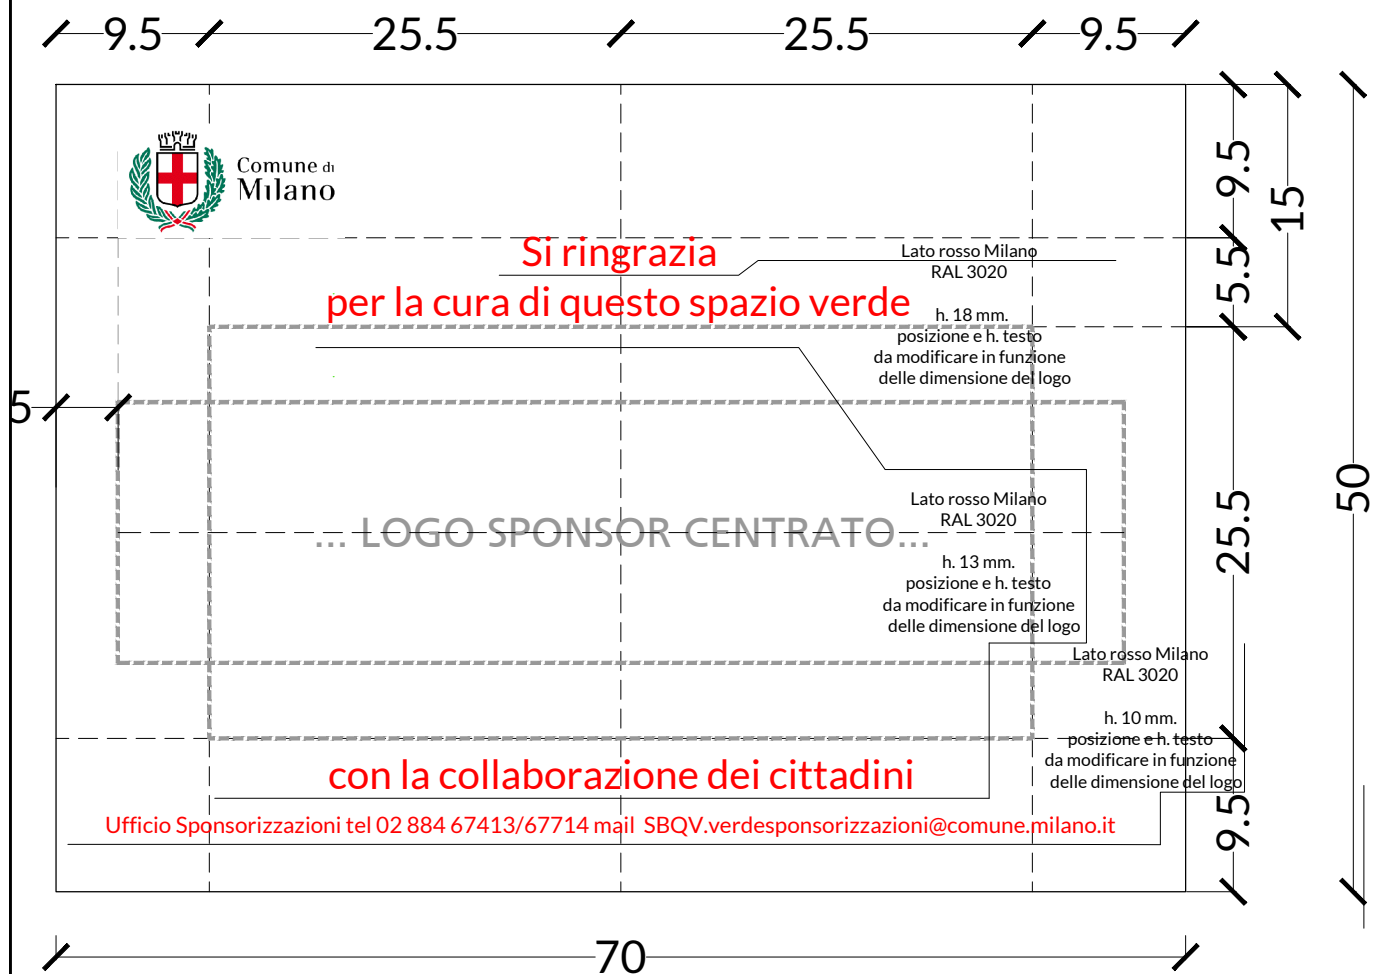 9.5 25.5 25.5 9.5
Comune di
Milano
9.5
15
5.5
Si ringrazia
per la cura di questo spazio verde
Lato rosso Milano
RAL 3020
h. 18 mm.
posizione e h. testo
da modificare in funzione
delle dimensione del logo
5
50
25.5
... LOGO SPONSOR CENTRATO...
Lato rosso Milano
RAL 3020
h. 13 mm.
posizione e h. testo
da modificare in funzione
delle dimensione del logo
Lato rosso Milano
RAL 3020
h. 10 mm.
posizione e h. testo
da modificare in funzione
delle dimensione del logo
con la collaborazione dei cittadini
9.5
Ufficio Sponsorizzazioni tel 02 884 67413/67714 mail SBQV.verdesponsorizzazioni@comune.milano.it
70